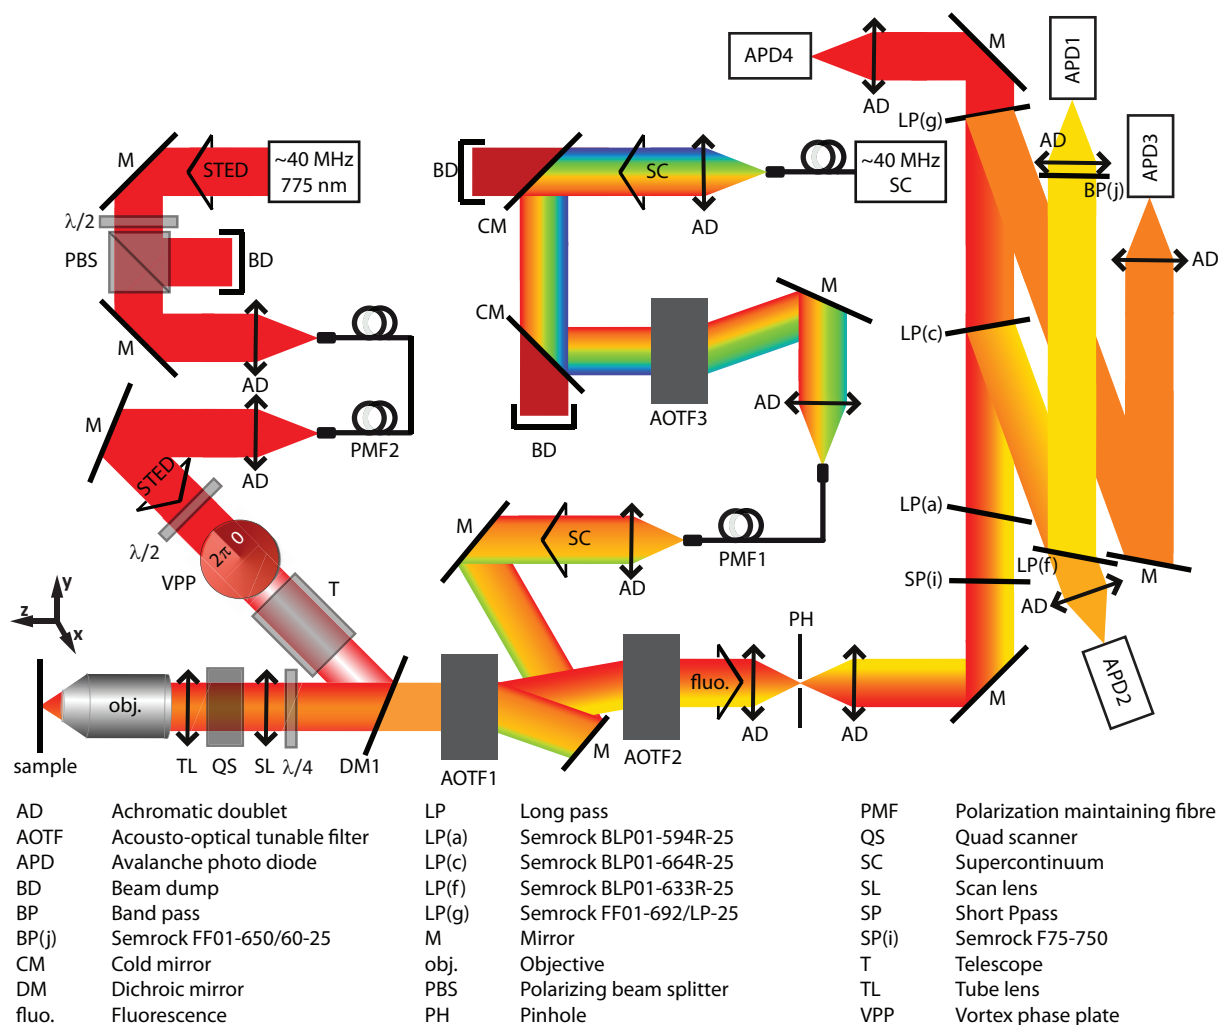 APD4
M
APD1
AD
LP(g)
AD
APD3
BP(j)
M
STED
~40 MHz
775 nm
BD
SC
~40 MHz
SC
λ/2
CM
AD
PBS
BD
AD
M
CM
M
LP(c)
AD
AOTF3
AD
M
PMF2
BD
AD
STED
LP(a)
λ/2
2π 0
VPP
M
SC
PMF1
LP(f)
M
T
AD
SP(i)
AD
y
z
x
PH
APD2
obj.
fluo.
M
M
sample
TL
QS
SL
λ/4
DM1
AOTF1
AOTF2
AD
AD
AD Achromatic doublet
AOTF Acousto-optical tunable filter
APD Avalanche photo diode
BD Beam dump
BP Band pass
BP(j) Semrock FF01-650/60-25
CM Cold mirror
DM Dichroic mirror
fluo. Fluorescence
LP Long pass
LP(a) Semrock BLP01-594R-25
LP(c) Semrock BLP01-664R-25
LP(f) Semrock BLP01-633R-25
LP(g) Semrock FF01-692/LP-25
M Mirror
obj. Objective
PBS Polarizing beam splitter
PH Pinhole
PMF Polarization maintaining fibre
QS Quad scanner
SC Supercontinuum
SL Scan lens
SP Short Ppass
SP(i) Semrock F75-750
T Telescope
TL Tube lens
VPP Vortex phase plate